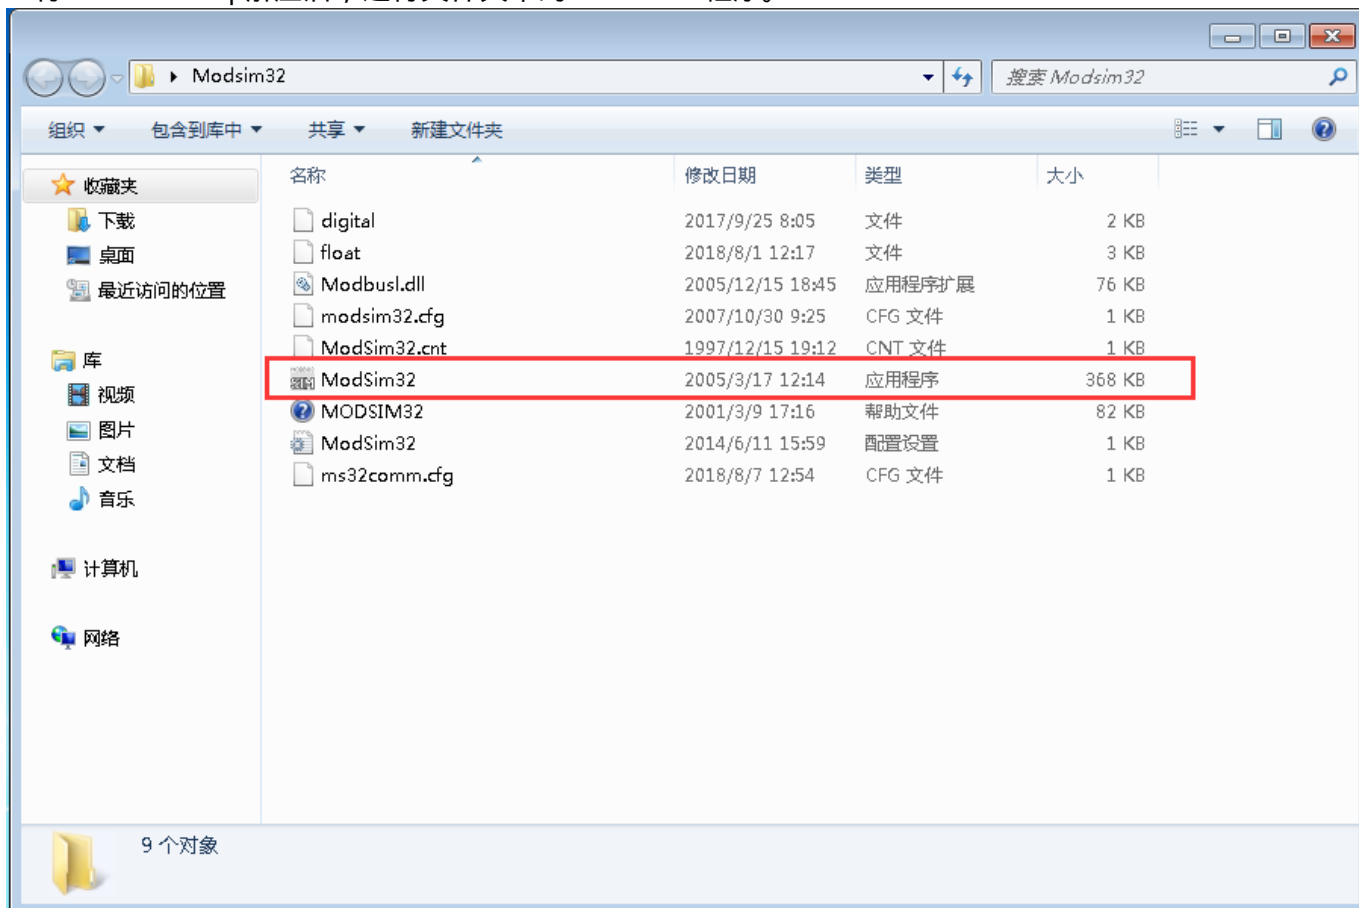 Modsim32
搜索 Modsim32
组织 包含到库中 共享 新建文件夹
名称 修改日期 类型 大小
收藏夹
下载
桌面
最近访问的位置
库
视频
图片
文档
音乐
计算机
网络
digital 2017/9/25 8:05 文件 2 KB
float 2018/8/1 12:17 文件 3 KB
Modbusl.dll 2005/12/15 18:45 应用程序扩展 76 KB
modsim32.cfg 2007/10/30 9:25 CFG 文件 1 KB
ModSim32.cnt 1997/12/15 19:12 CNT 文件 1 KB
ModSim32 2005/3/17 12:14 应用程序 368 KB
MODSIM32 2001/3/9 17:16 帮助文件 82 KB
ModSim32 2014/6/11 15:59 配置设置 1 KB
ms32comm.cfg 2018/8/7 12:54 CFG 文件 1 KB
9 个对象